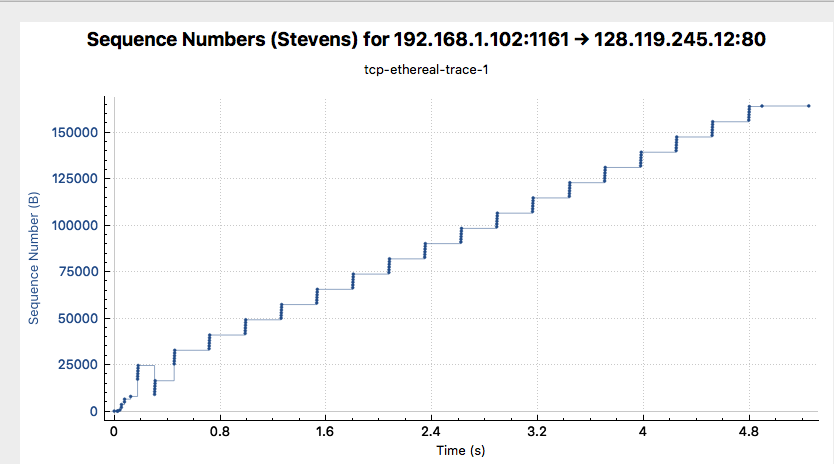 Sequence Numbers (Stevens) for 192.168.1.102:1161 → 128.119.245.12:80
tcp-ethereal-trace-1
Sequence Number (B)
150000
125000
100000
75000
50000
25000
0
0 0.8 1.6 2.4 3.2 4 4.8
Time (s)